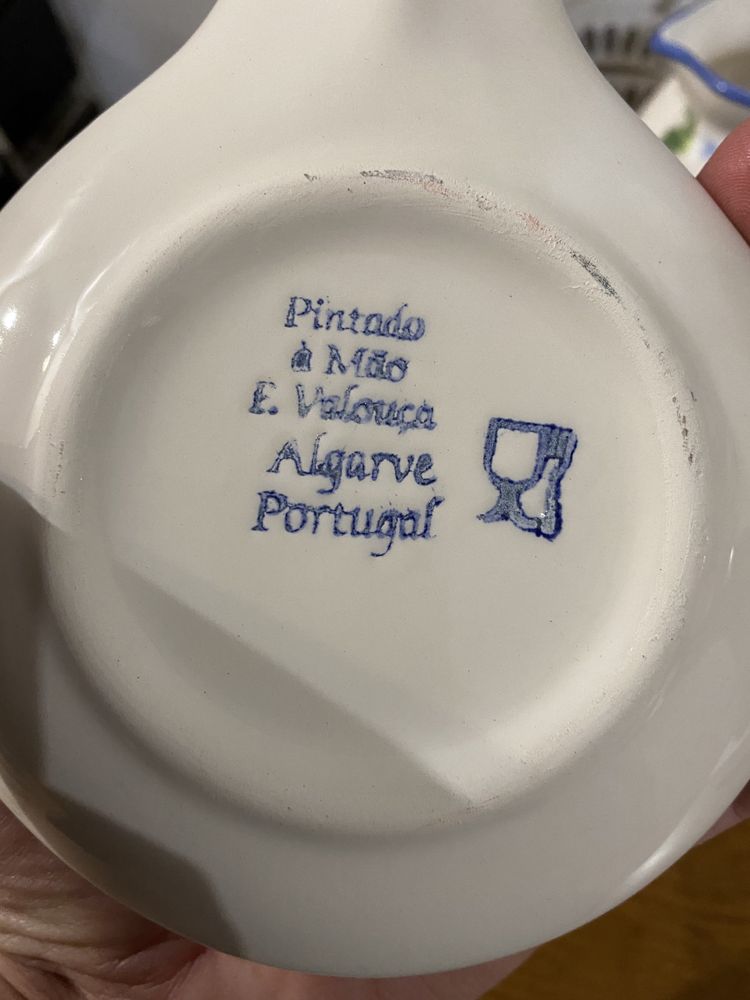 Pintado
à Mão
E. Valouça
Algarve
Portugal